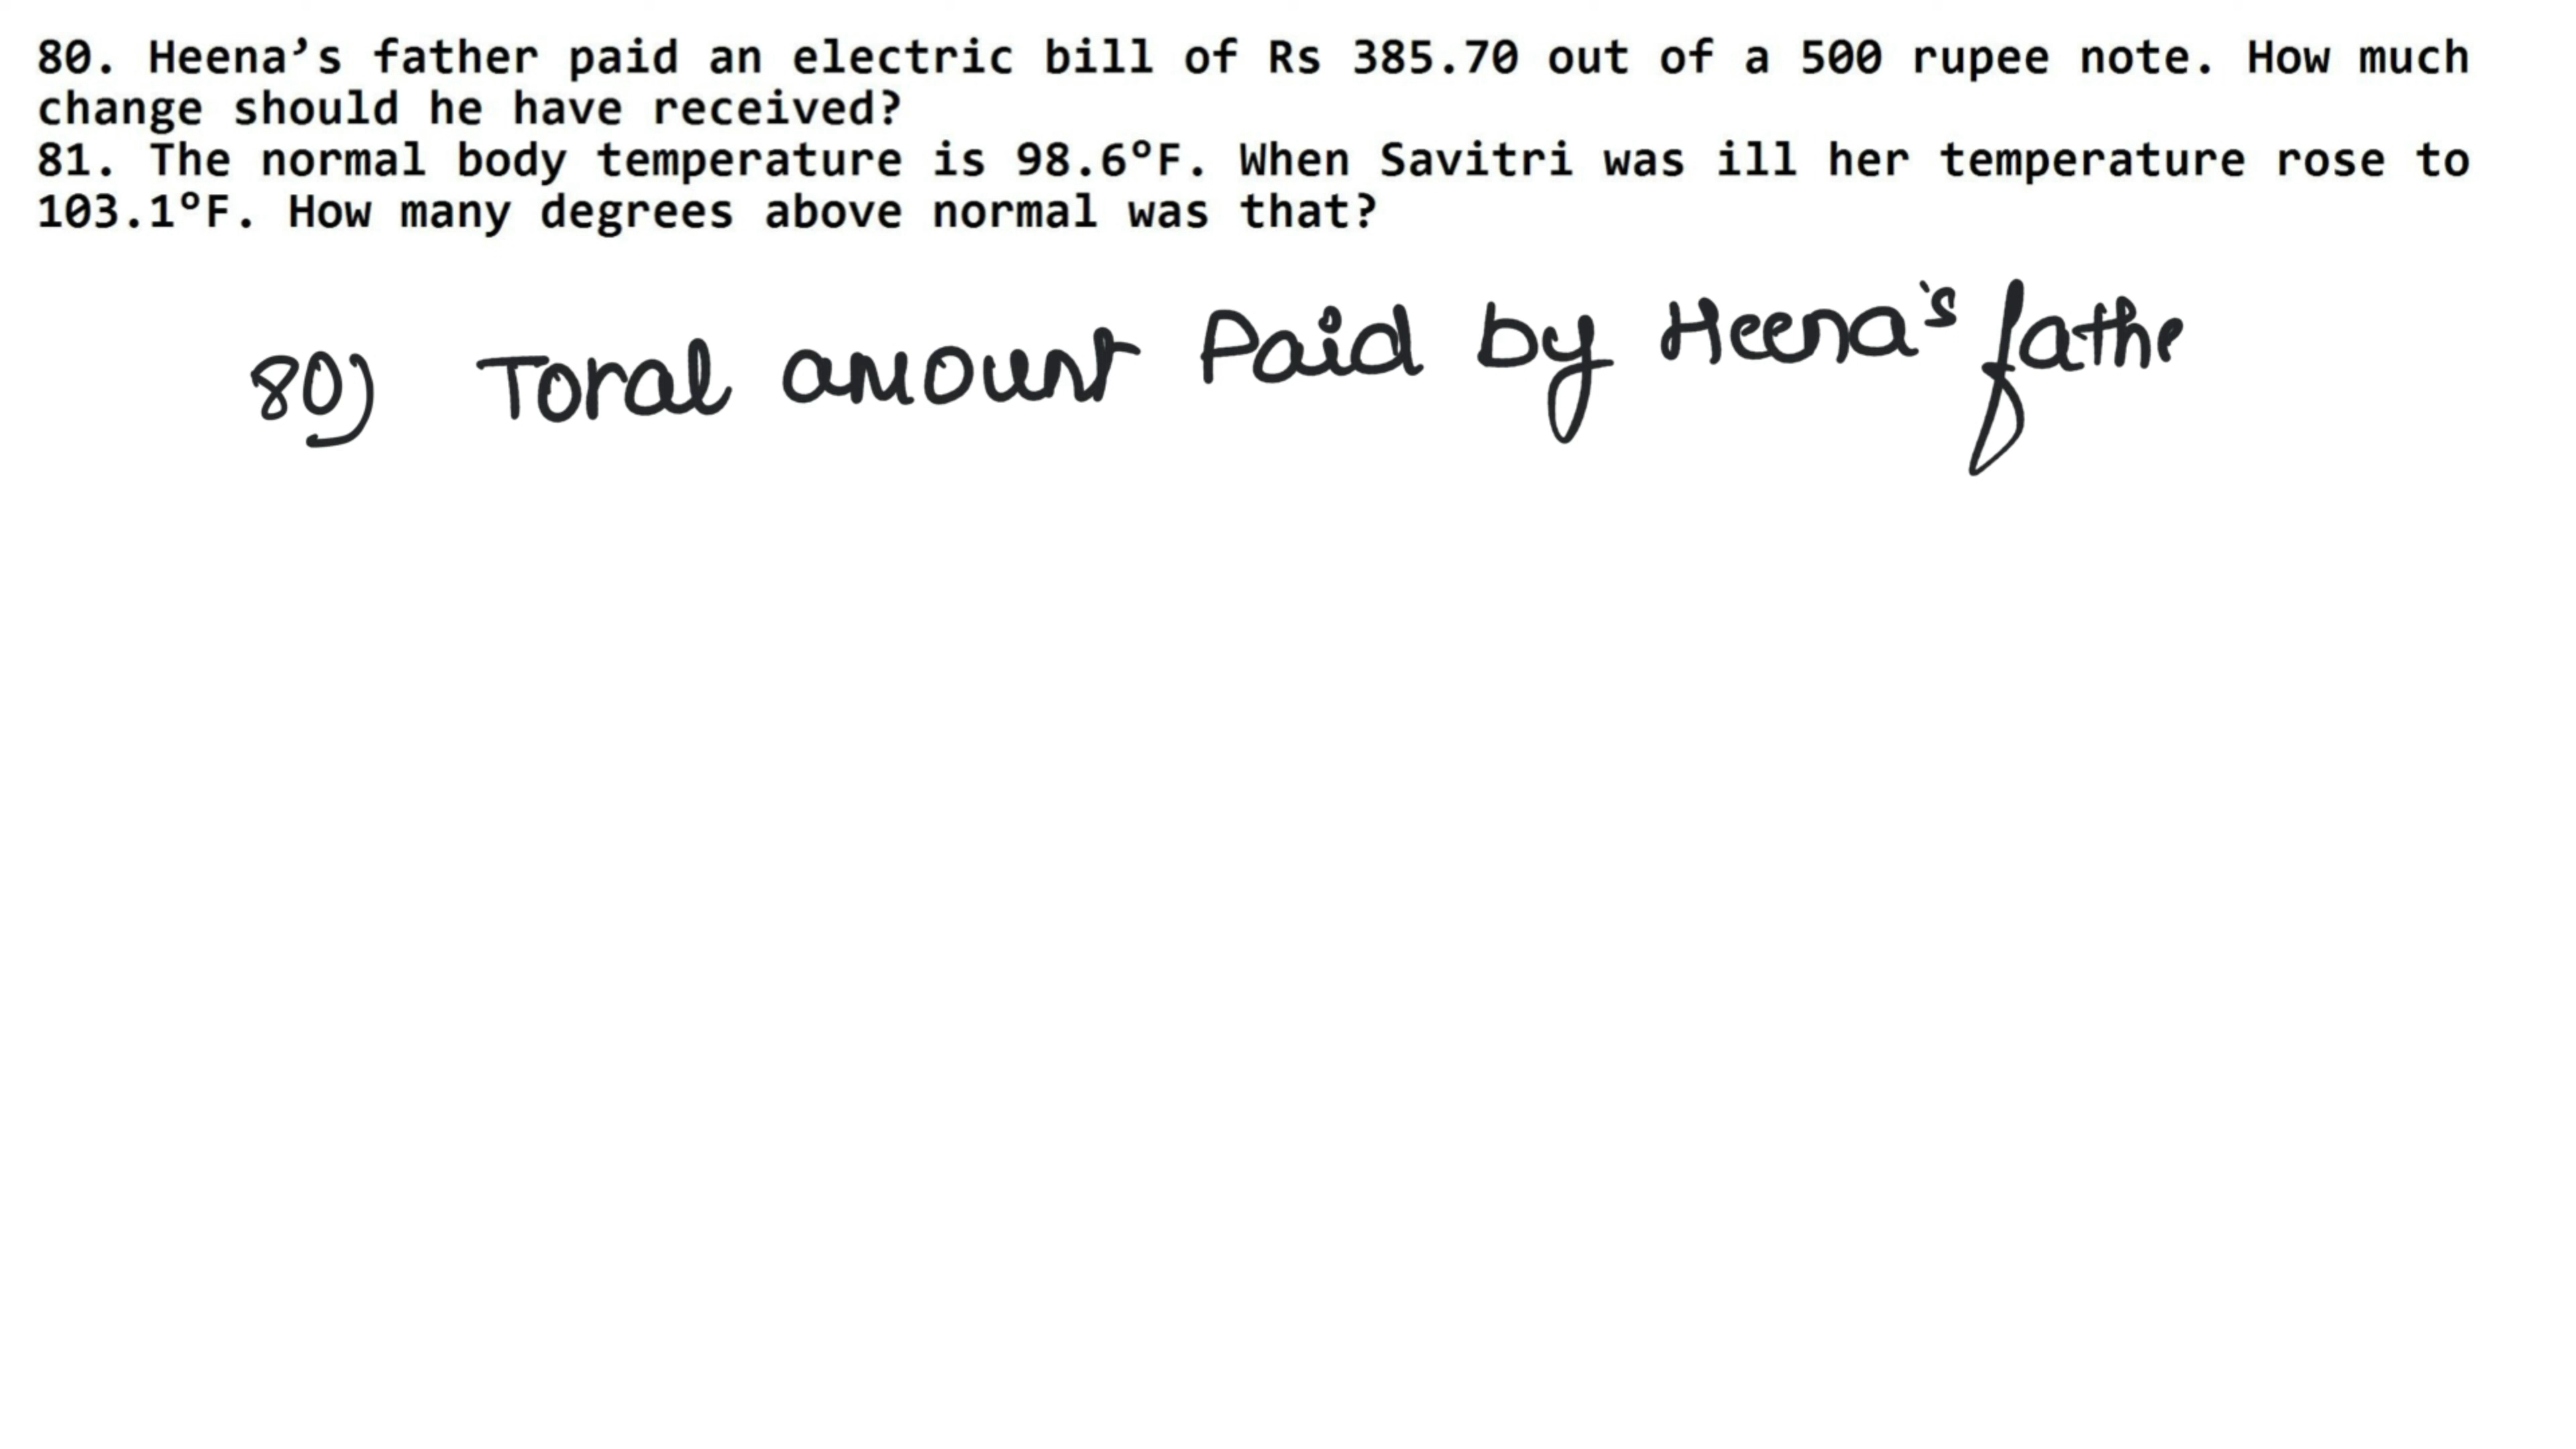 80. Heena’s father paid an electric bill of Rs 385.70 out of a 500 rupee note. How much
change should he have received?
81. The normal body temperature is 98.6°F. When Savitri was ill her temperature rose to
103.1°F. How many degrees above normal was that?
80) Total amount Paid by Heena's fathe